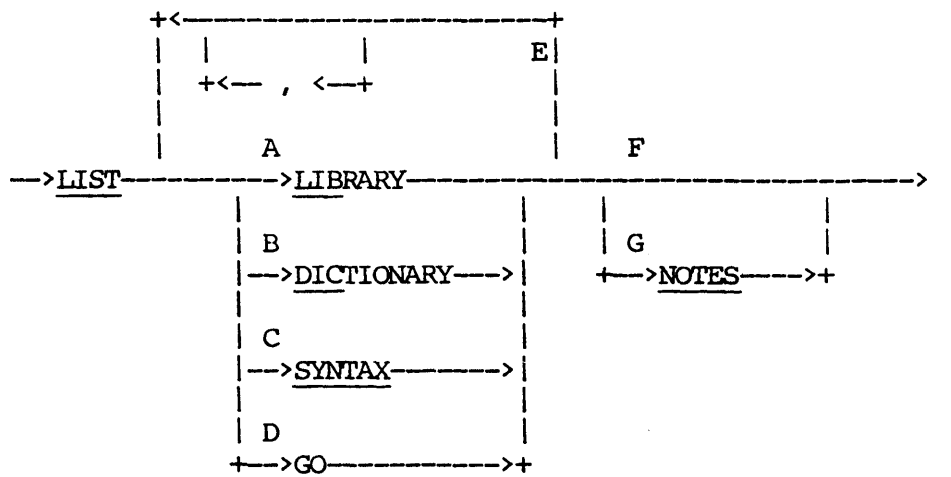 +<----------------------+
| | | E|
| +<-- , <--+ |
| |
| A | F
-->LIST---------->LIBRARY----------------------------->
| | | |
| B | | G |
|-->DICTIONARY--->| +-->NOTES---->+
| |
| C |
|-->SYNTAX------->|
| |
| D |
+-->GO----------->+